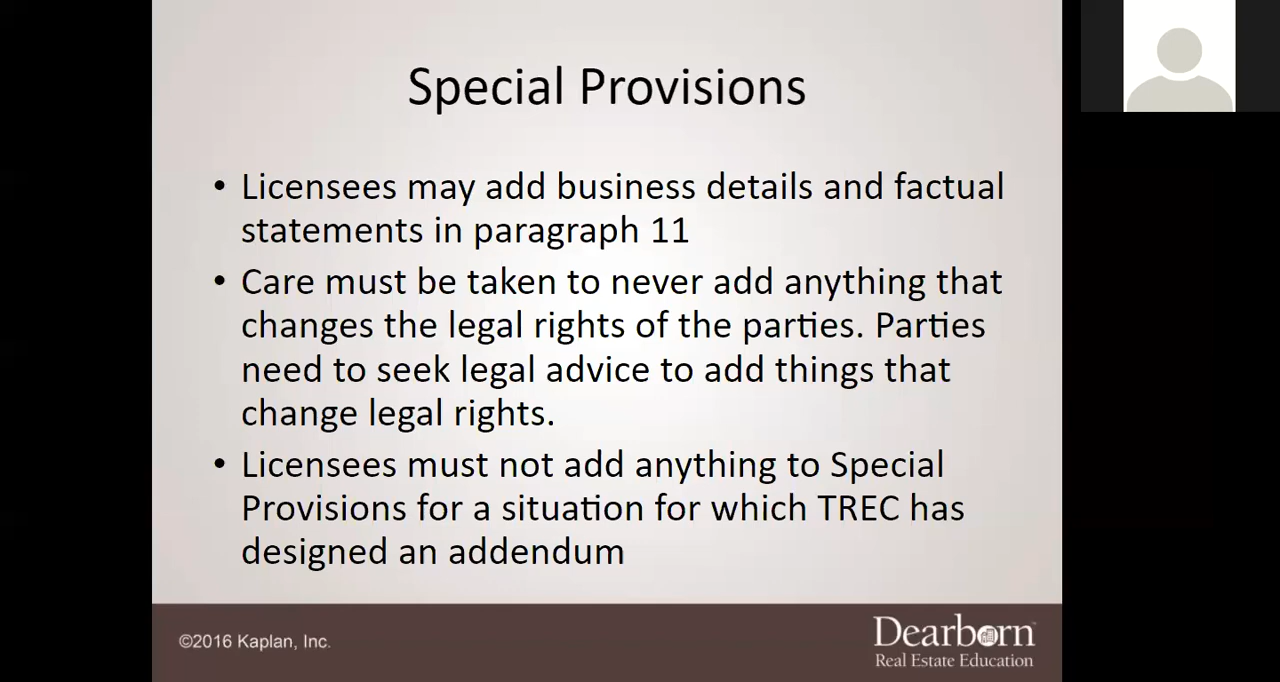 Special Provisions
• Licensees may add business details and factual
statements in paragraph 11
• Care must be taken to never add anything that
changes the legal rights of the parties. Parties
need to seek legal advice to add things that
change legal rights.
• Licensees must not add anything to Special
Provisions for a situation for which TREC has
designed an addendum
©2016 Kaplan, Inc.
Dearborn™
Real Estate Education